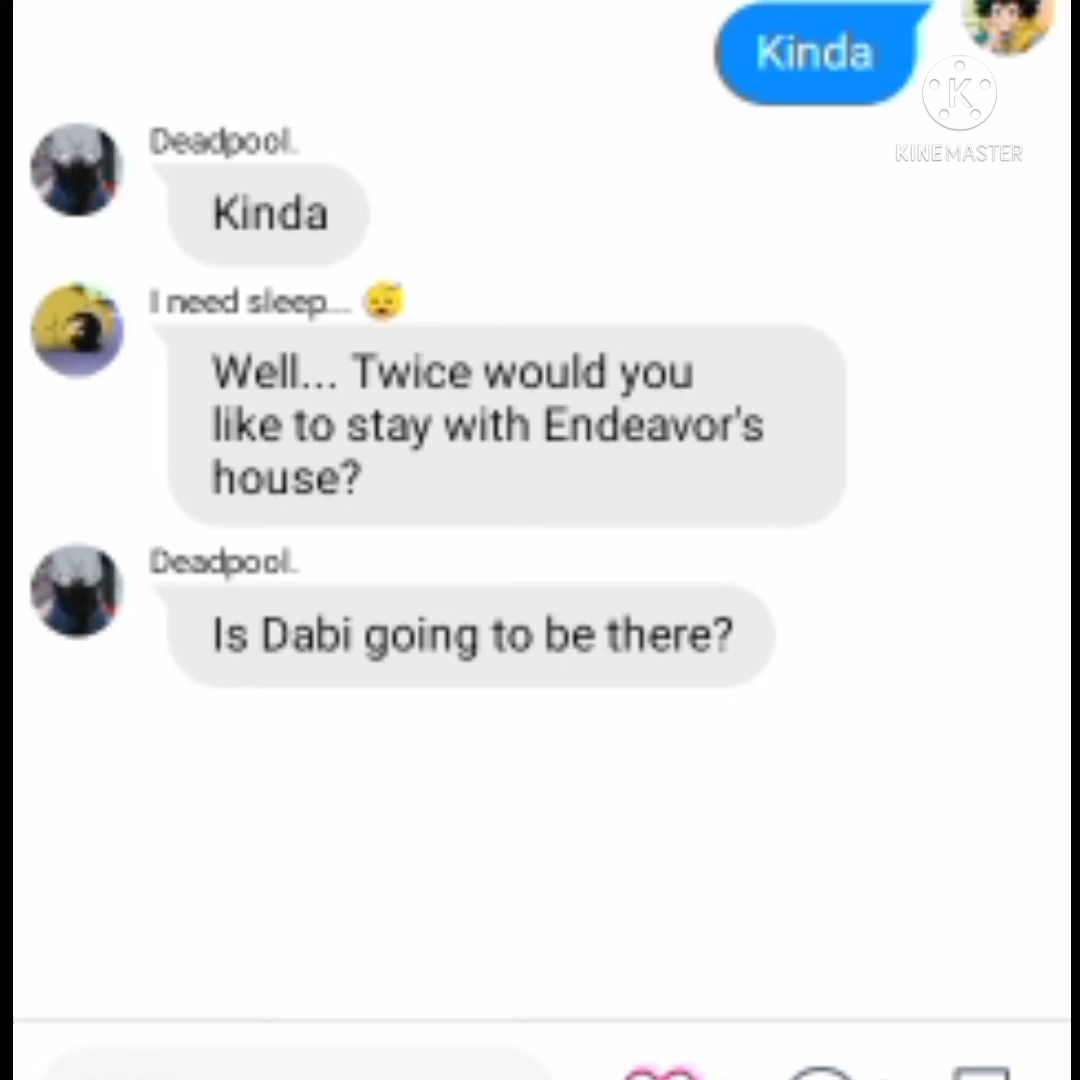 Kinda
KINEMASTER
Deadpool.
Kinda
I need sleep... 😴
Well... Twice would you
like to stay with Endeavor's
house?
Deadpool.
Is Dabi going to be there?